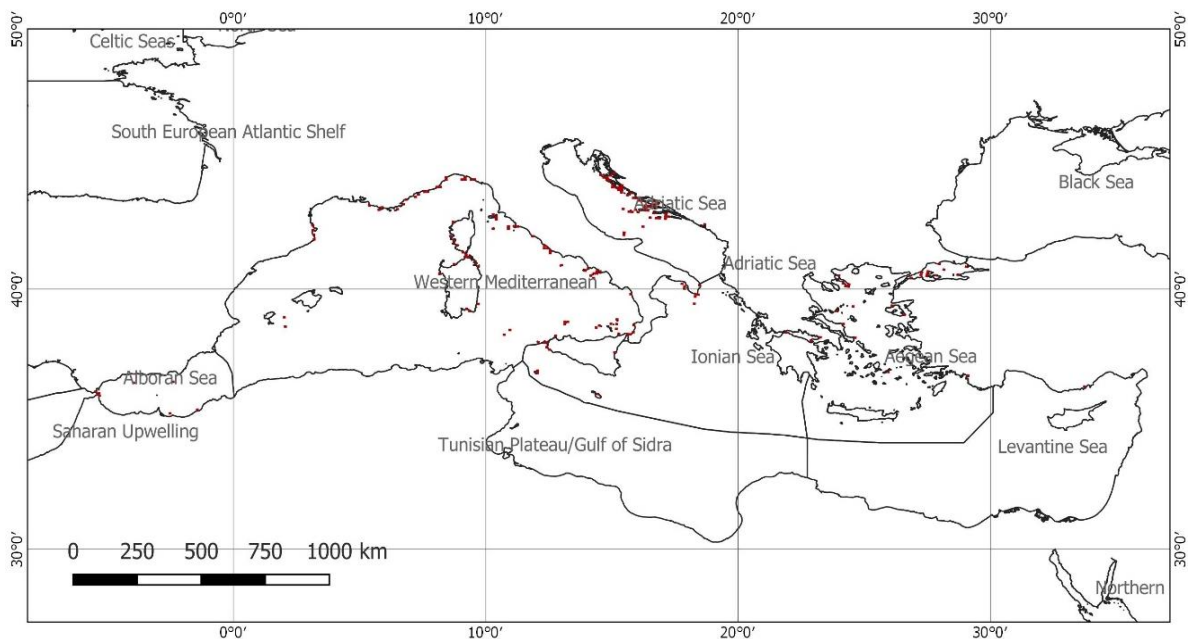 0°0′ 10°0′ 20°0′ 30°0′
50°0′ 50°0′
Celtic Seas
South European Atlantic Shelf
Black Sea
Adriatic Sea
Adriatic Sea
40°0′ Western Mediterranean 40°0′
Ionian Sea Aegean Sea
Alboran Sea
Saharan Upwelling
Tunisian Plateau/Gulf of Sidra Levantine Sea
0 250 500 750 1000 km
30°0′ 30°0′
Northern
0°0′ 10°0′ 20°0′ 30°0′